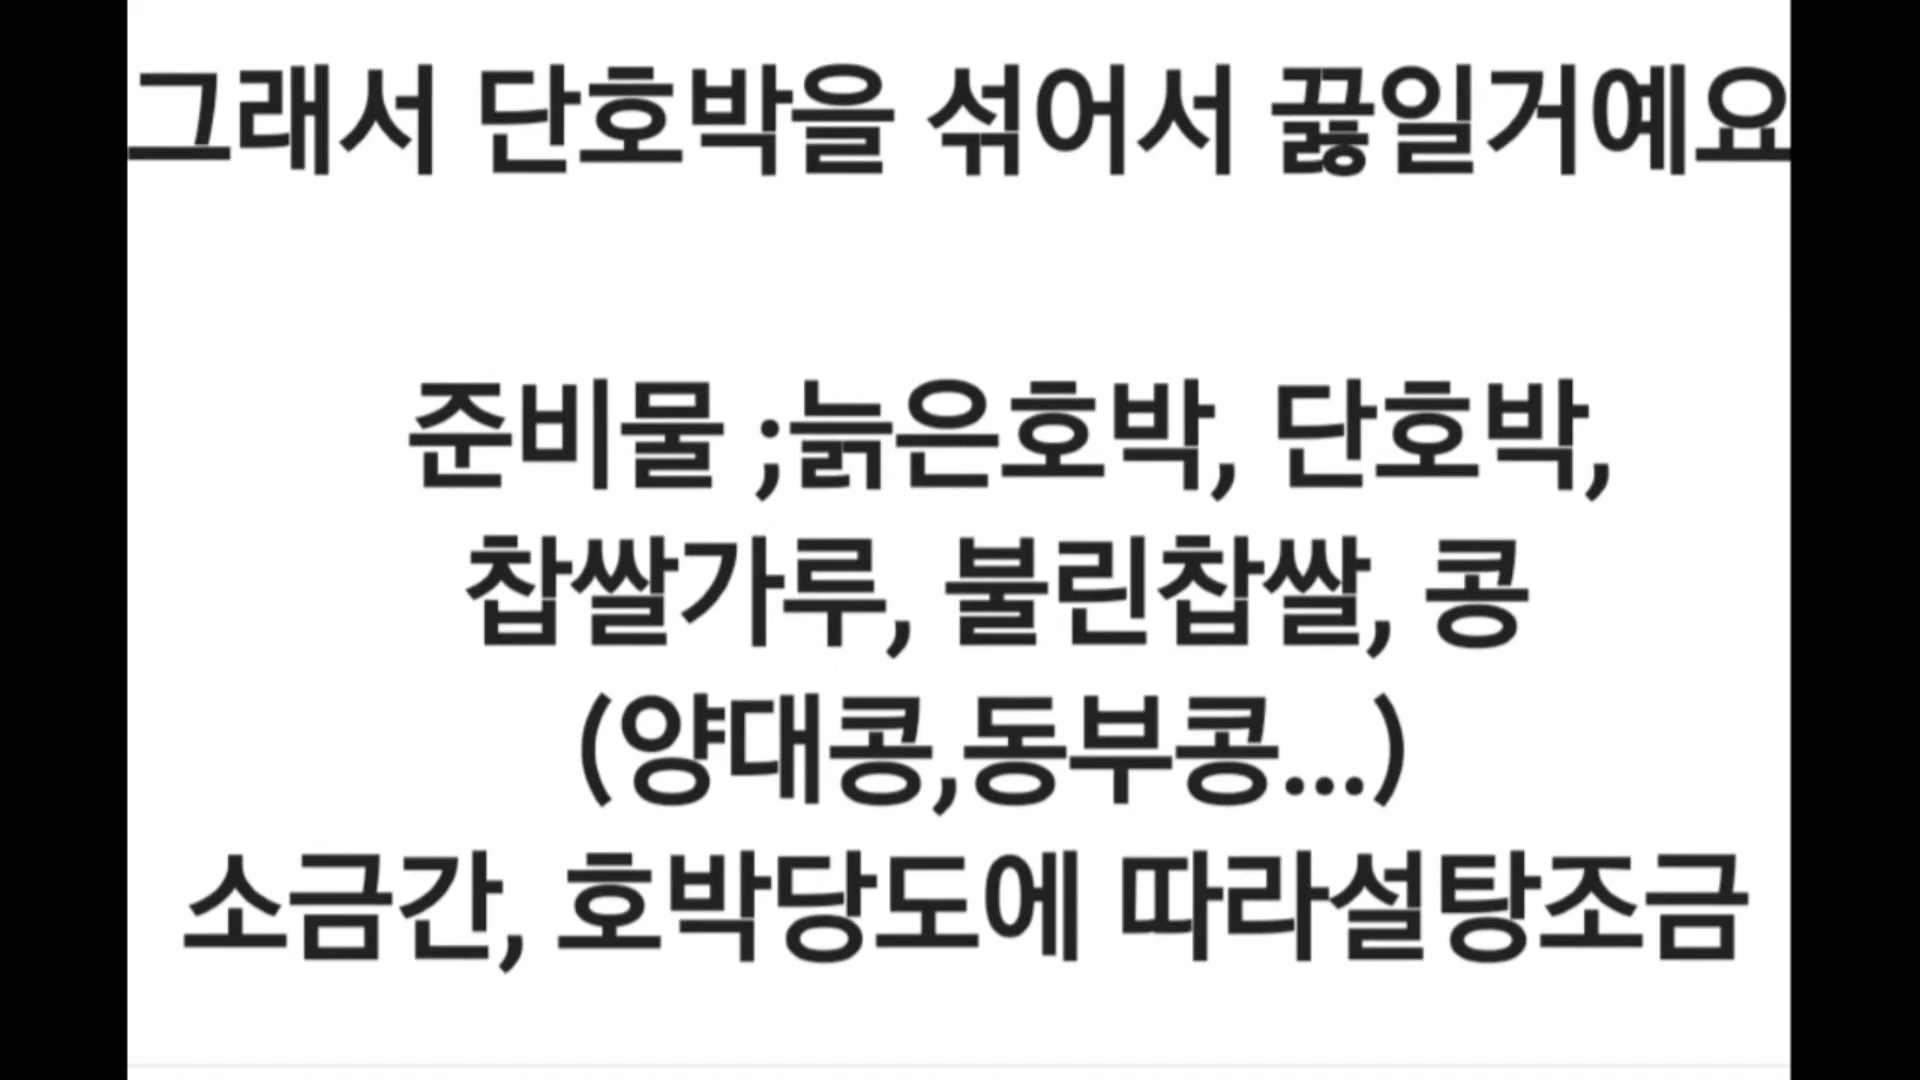 그래서 단호박을 섞어서 끓일거예요
준비물 ;늙은호박, 단호박,
찹쌀가루, 불린찹쌀, 콩
(양대콩,동부콩...)
소금간, 호박당도에 따라설탕조금